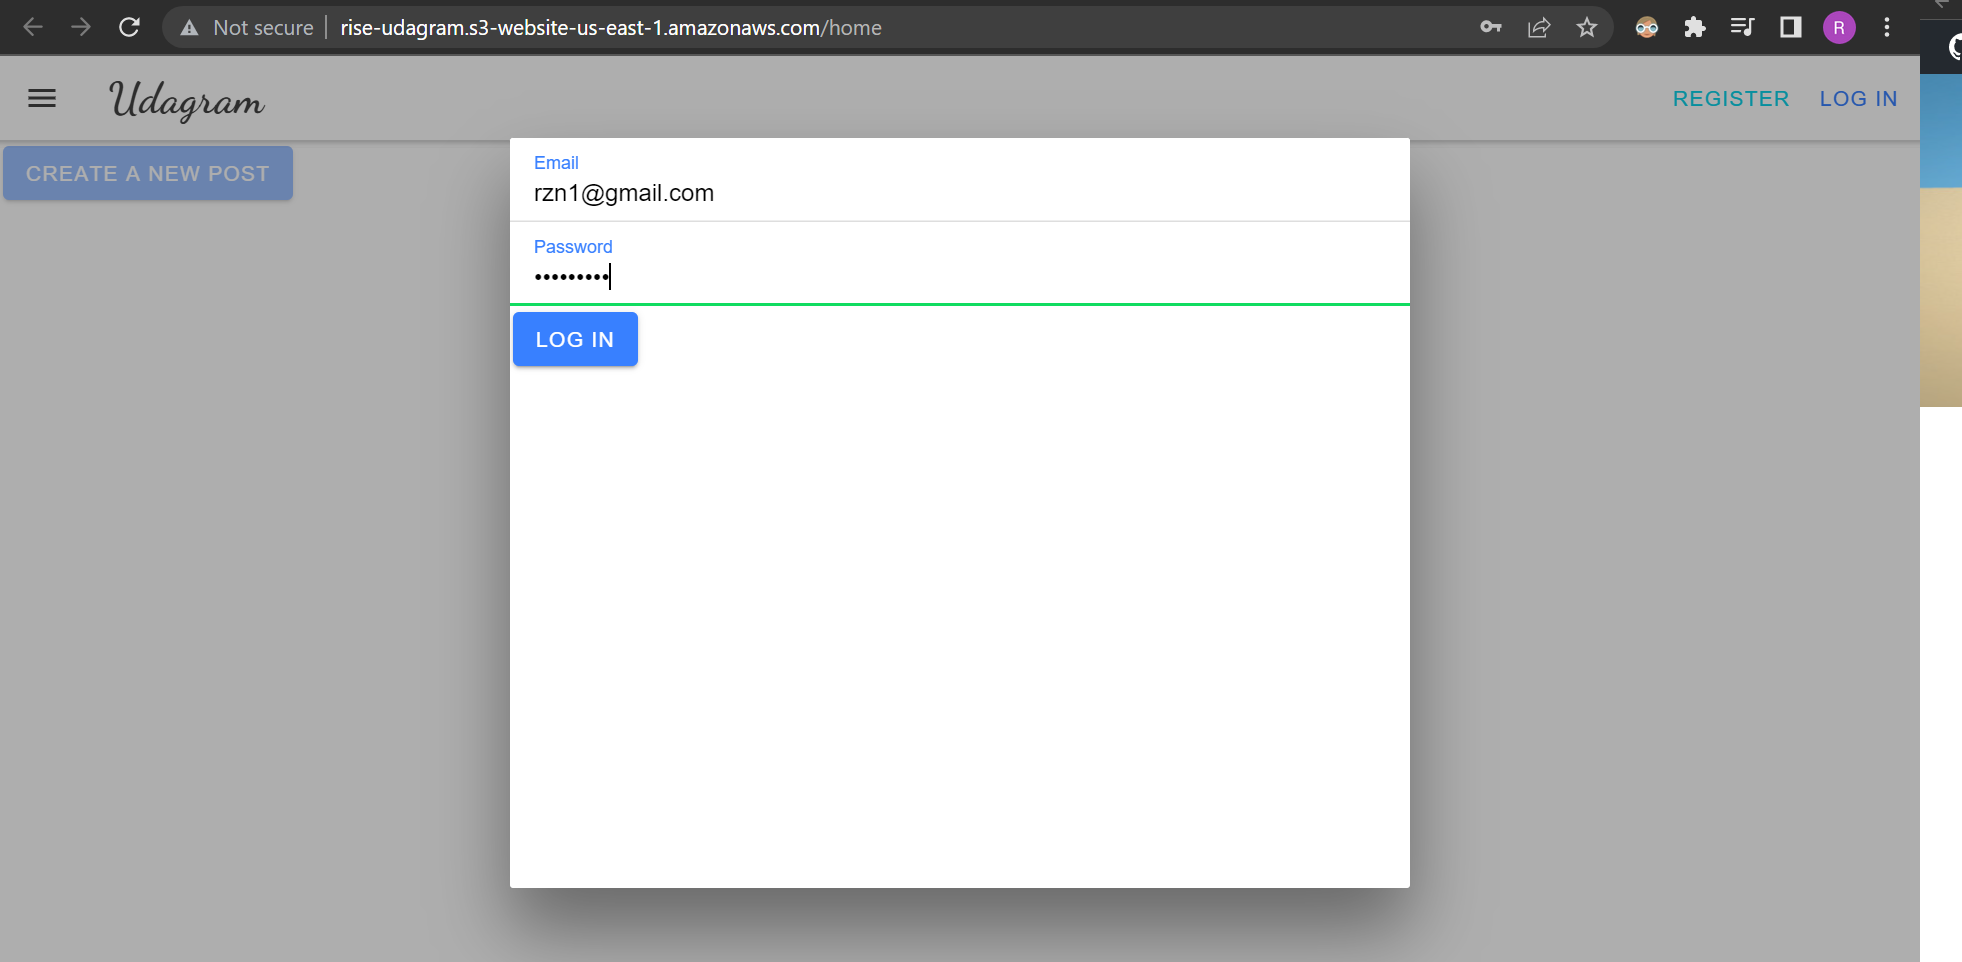 Not secure rise-udagram.s3-website-us-east-1.amazonaws.com/home
R
Udagram
REGISTER LOG IN
CREATE A NEW POST
Email
rzn1@gmail.com
Password
•••••••••
LOG IN